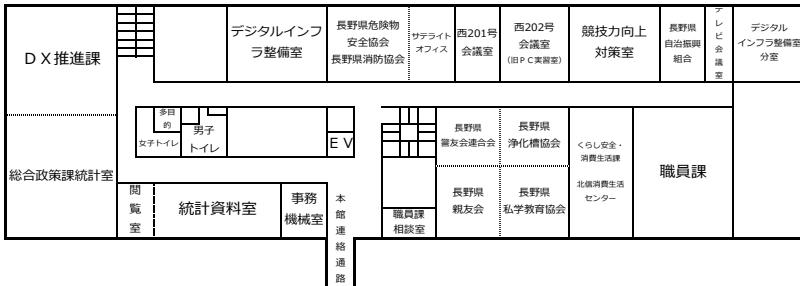 DX推進課
デジタルインフ
ラ整備室
長野県危険物
安全協会
長野県消防協会
サテライト
オフィス
西201号
会議室
西202号
会議室
(旧PC実習室)
競技力向上
対策室
長野県
自治振興
組合
テレビ会議室
デジタル
インフラ整備室
分室
総合政策課統計室
多目
的
女子トイレ
男子
トイレ
EV
長野県
警友会連合会
長野県
浄化槽協会
くらし安全・
消費生活課
北信消費生活
センター
職員課
長野県
親友会
長野県
私学教育協会
閲覧室
統計資料室
事務
機械室
本館連絡通路
職員課
相談室